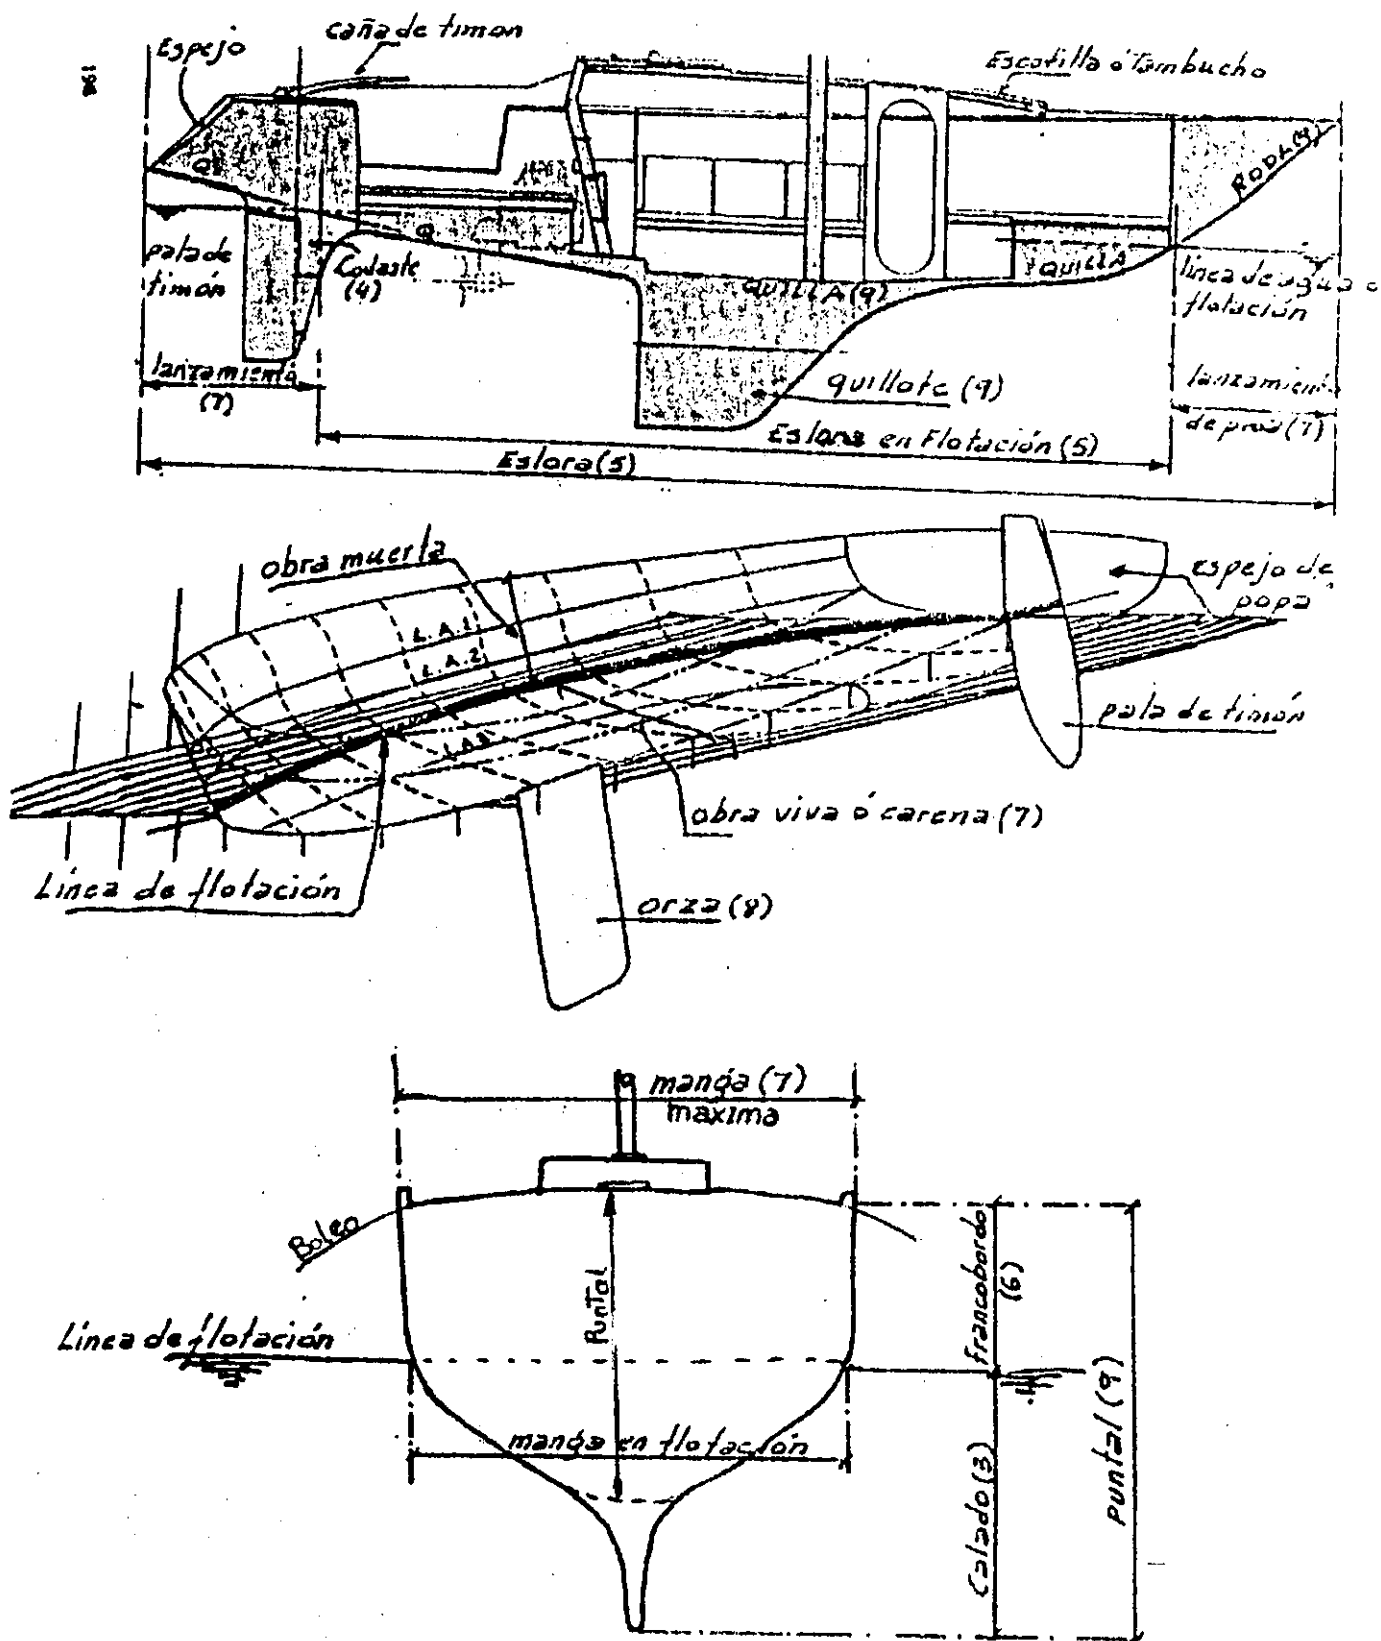 198
Espejo
caña de timon
Escotilla ó Tambucho
RODA (9)
pala de
timón
Codaste
(4)
QUILLA (9)
QUILLA
línea de agua o
flotación
lanzamiento
(7)
quillote (9)
lanzamiento
de proa (7)
Eslora en Flotación (5)
Eslora (5)
obra muerta
espejo de
popa
L.A.1
L.A.2
pala de timón
obra viva ó carena (7)
Línea de flotación
orza (8)
manga (7)
maxima
Bolgo
Puntal
Francobordo
(6)
Línea de flotación
manga en flotación
Calado (3)
puntal (9)